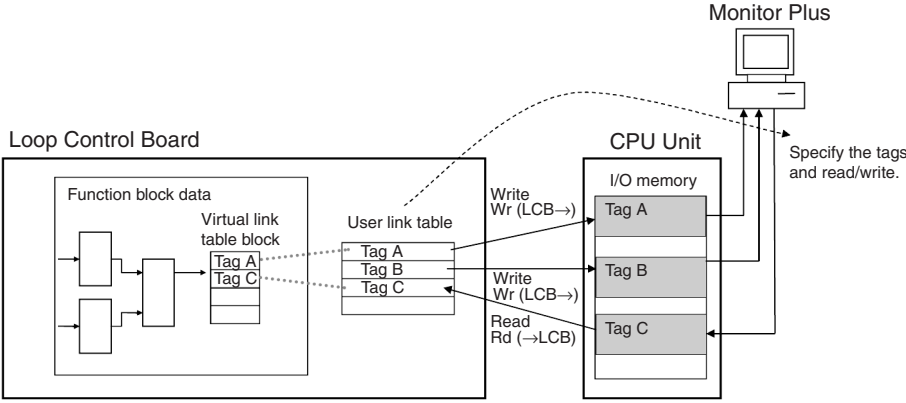 Monitor Plus
Loop Control Board
CPU Unit
Specify the tags
and read/write.
Function block data
Virtual link
table block
Tag A
Tag C
User link table
Tag A
Tag B
Tag C
Write
Wr (LCB→)
Write
Wr (LCB→)
Read
Rd (→LCB)
I/O memory
Tag A
Tag B
Tag C